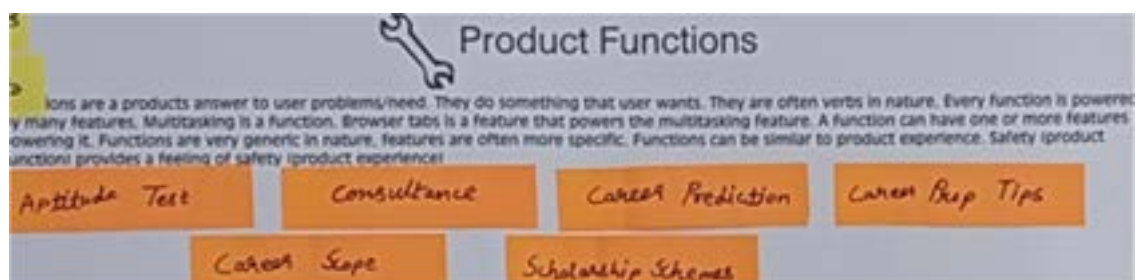 Product Functions
ions are a products answer to user problems/need. They do something that user wants. They are often verbs in nature. Every function is powered
y many features. Multitasking is a function. Browser tabs is a feature that powers the multitasking feature. A function can have one or more features
owering it. Functions are very generic in nature, features are often more specific. Functions can be similar to product experience. Safety (product
unction) provides a feeling of safety (product experience)
Aptitude Test Consultance Career Prediction Career Prep Tips
Career Scope Scholarship Schemes